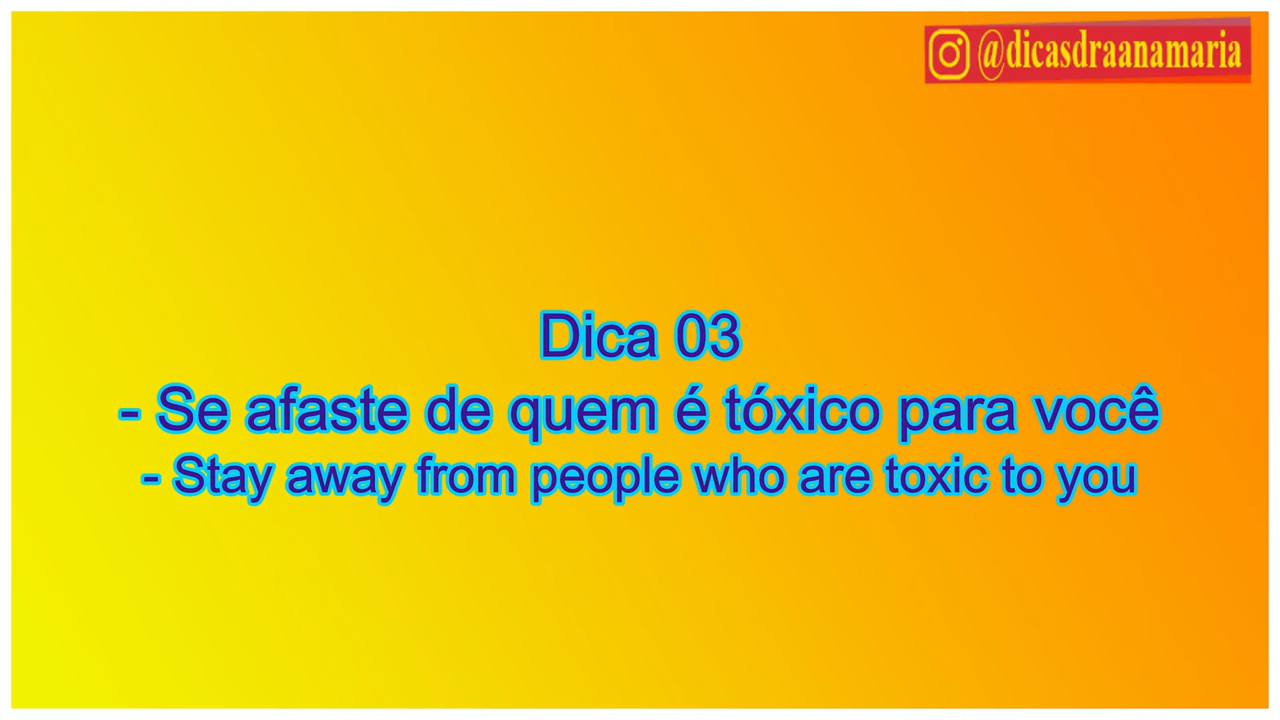 @dicasdraanamaria
Dica 03
- Se afaste de quem é tóxico para você
- Stay away from people who are toxic to you